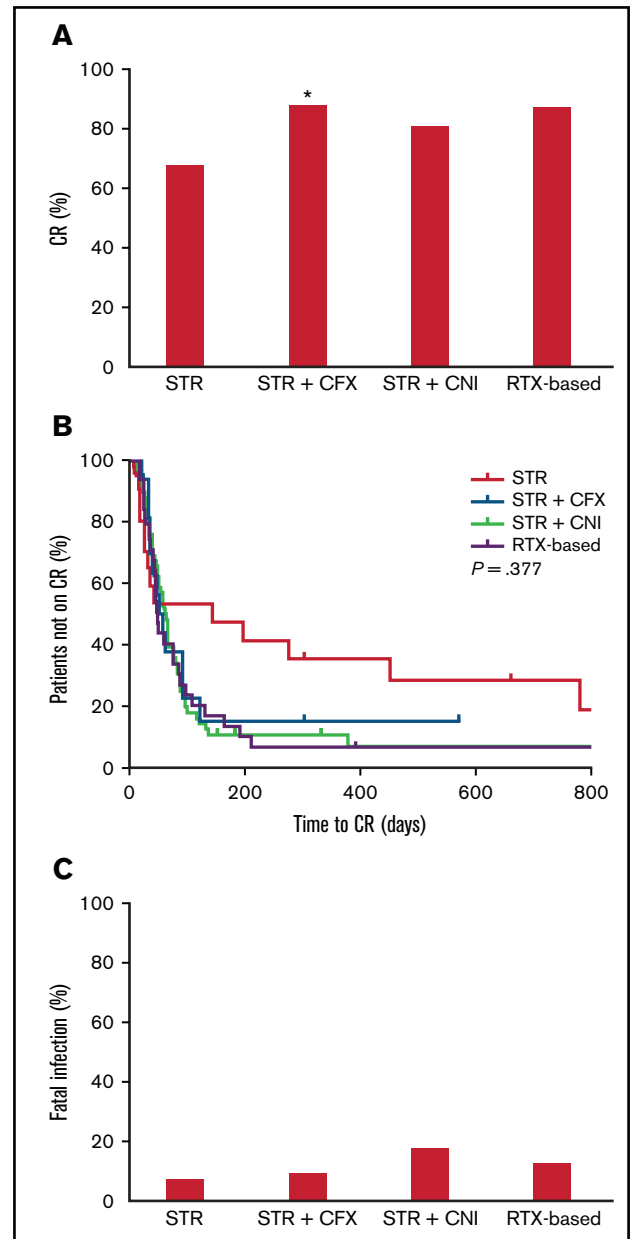 A
100
80
60
40
20
0
CR (%)
*
STR
STR + CFX
STR + CNI
RTX-based
B
100
80
60
40
20
0
Patients not on CR (%)
STR
STR + CFX
STR + CNI
RTX-based
P = .377
0
200
400
600
800
Time to CR (days)
C
100
80
60
40
20
0
Fatal infection (%)
STR
STR + CFX
STR + CNI
RTX-based